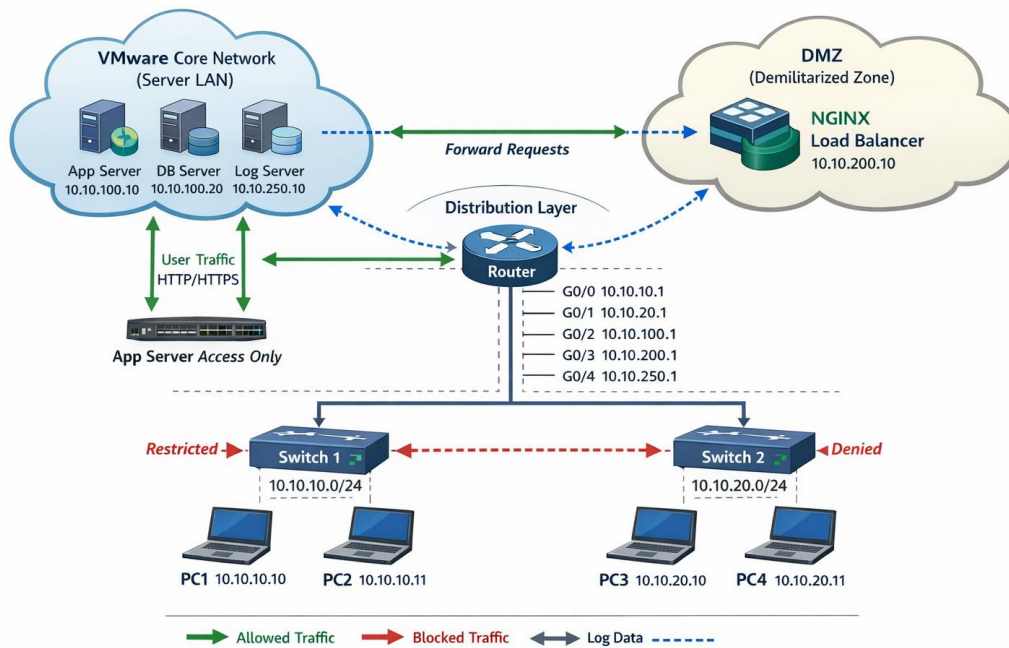 VMware Core Network
(Server LAN)
App Server
10.10.100.10
DB Server
10.10.100.20
Log Server
10.10.250.10
Forward Requests
DMZ
(Demilitarized Zone)
NGINX
Load Balancer
10.10.200.10
Distribution Layer
Router
User Traffic
HTTP/HTTPS
App Server Access Only
G0/0 10.10.10.1
G0/1 10.10.20.1
G0/2 10.10.100.1
G0/3 10.10.200.1
G0/4 10.10.250.1
Restricted
Switch 1
10.10.10.0/24
Switch 2
10.10.20.0/24
Denied
PC1 10.10.10.10
PC2 10.10.10.11
PC3 10.10.20.10
PC4 10.10.20.11
Allowed Traffic
Blocked Traffic
Log Data